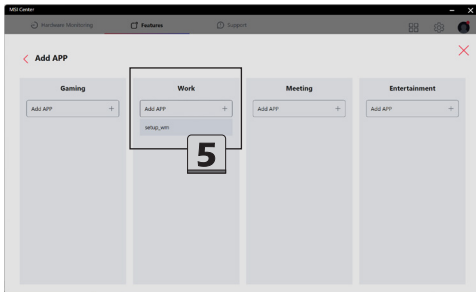 MSI Center
Hardware Monitoring
Features
Support
Add APP
Gaming
Work
Meeting
Entertainment
Add APP +
Add APP +
Add APP +
Add APP +
setup_wm
5